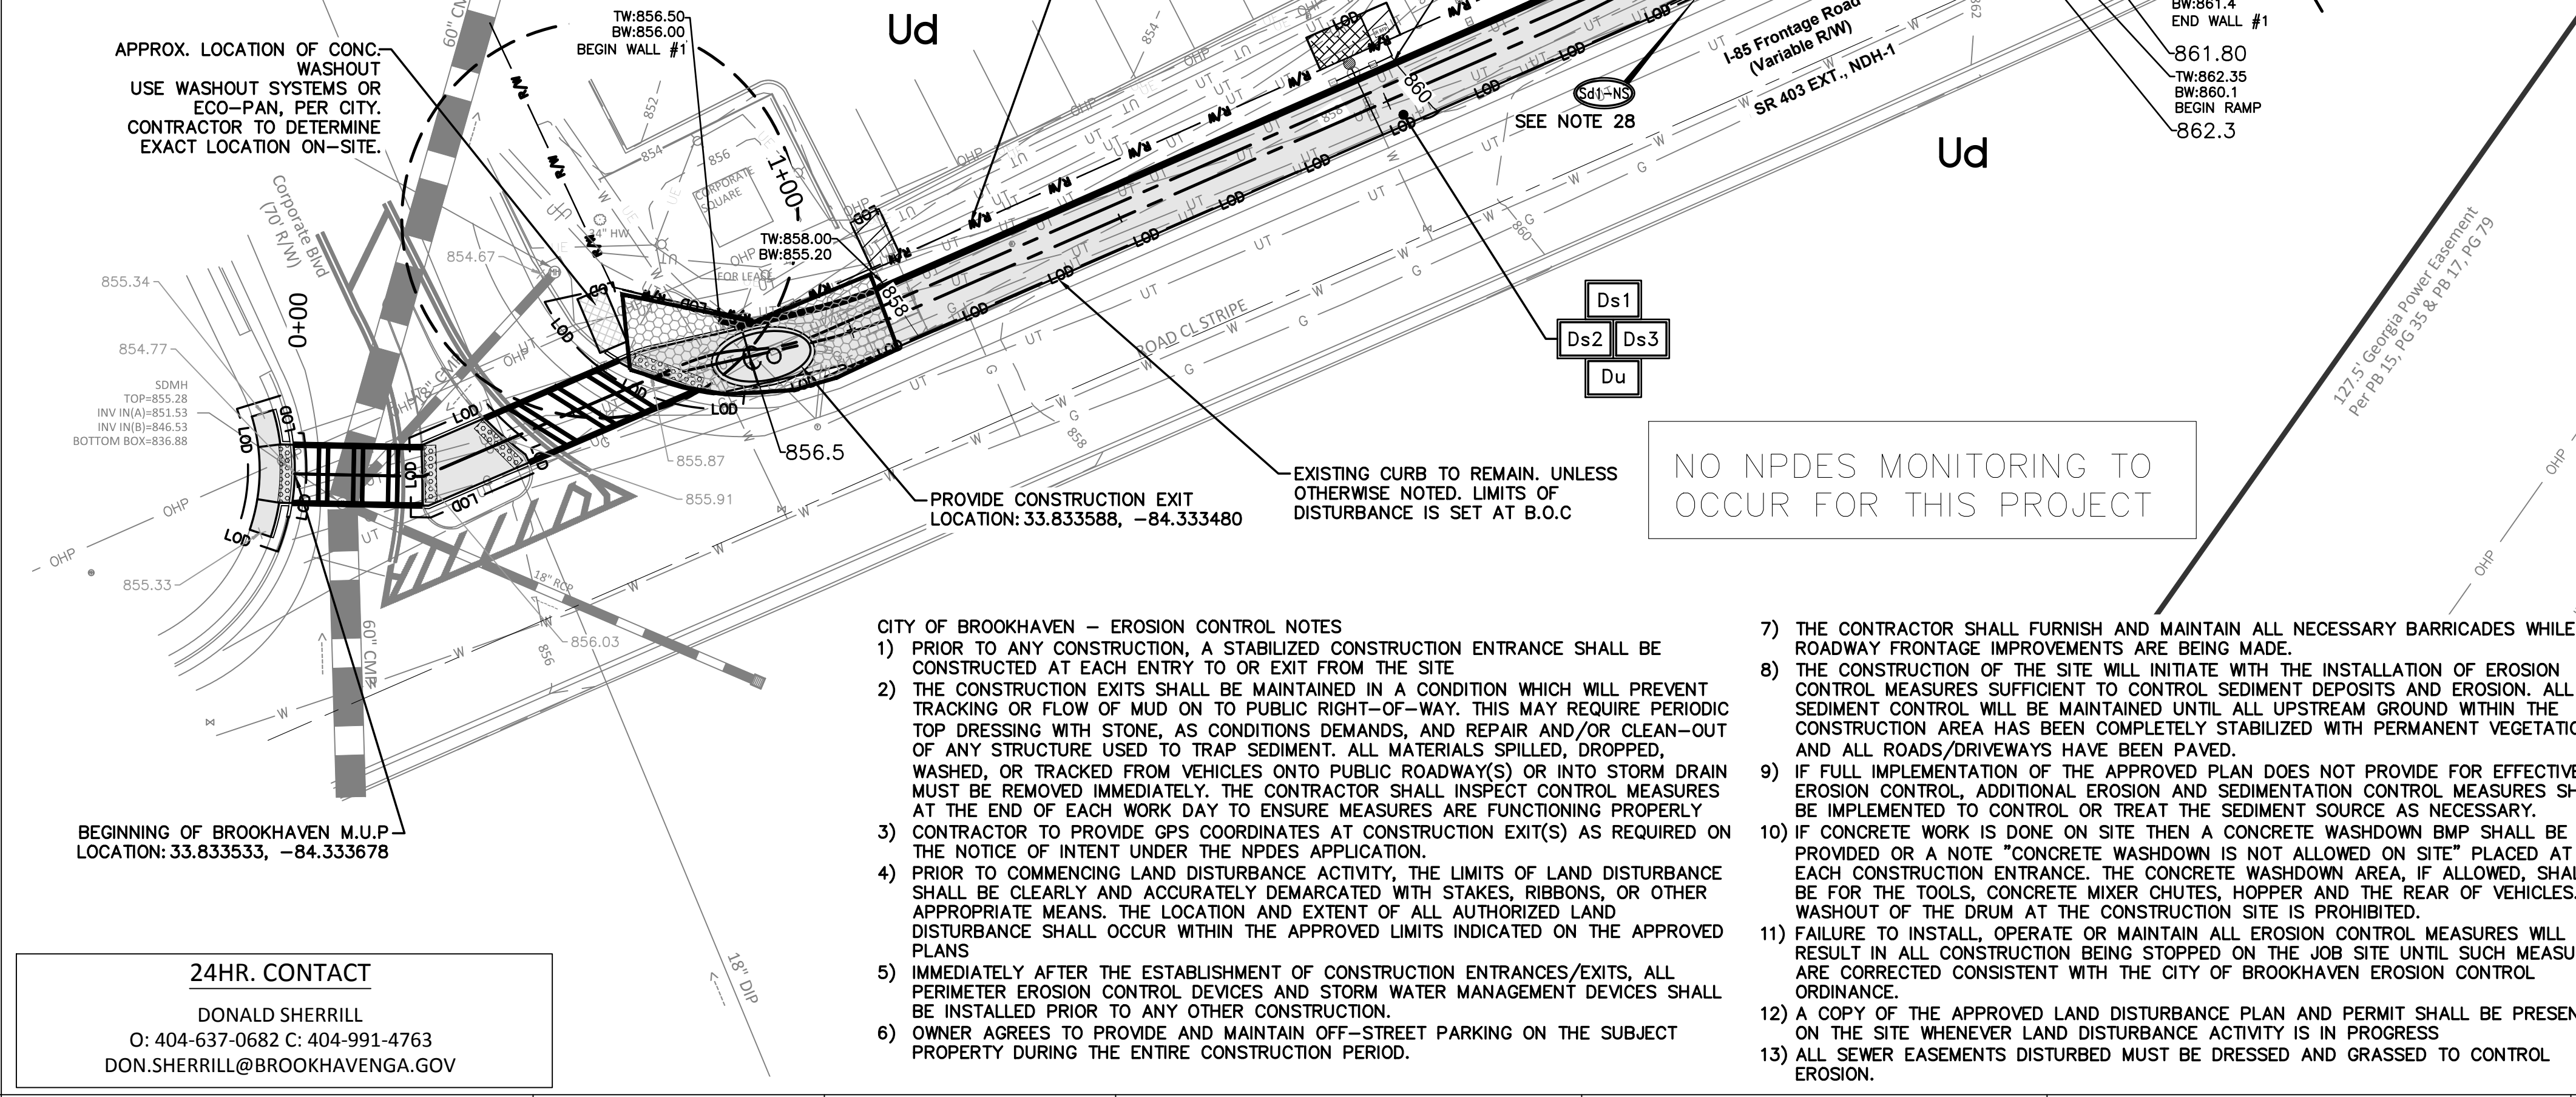 60" CM
TW:856.50
BW:856.00
BEGIN WALL #1
Ud
APPROX. LOCATION OF CONC.
WASHOUT
USE WASHOUT SYSTEMS OR
ECO-PAN, PER CITY.
CONTRACTOR TO DETERMINE
EXACT LOCATION ON-SITE.
852
854
856
854
CORPORATE
SQUARE
1+00
Corporate Blvd
(70' R/W)
0+00
24" HW
854.67
FOR LEASE
TW:858.00
BW:855.20
858
855.34
854.77
SDMH
TOP=855.28
INV IN(A)=851.53
INV IN(B)=846.53
BOTTOM BOX=836.88
18" CM
855.33
856.5
855.87
855.91
PROVIDE CONSTRUCTION EXIT
LOCATION: 33.833588, -84.333480
EXISTING CURB TO REMAIN. UNLESS
OTHERWISE NOTED. LIMITS OF
DISTURBANCE IS SET AT B.O.C
ROAD CL STRIPE
858
860
858
860
862
I-85 Frontage Road
(Variable R/W)
SR 403 EXT., NDH-1
Sd1-NS
SEE NOTE 28
Ud
BW:861.4
END WALL #1
861.80
TW:862.35
BW:860.1
BEGIN RAMP
862.3
Ds1
Ds2 Ds3
Du
127.5' Georgia Power Easement
Per PB 15, PG 35 & PB 17, PG 79
NO NPDES MONITORING TO
OCCUR FOR THIS PROJECT
18" RCP
856.03
856
60" CMP
18" DIP
BEGINNING OF BROOKHAVEN M.U.P
LOCATION: 33.833533, -84.333678
24HR. CONTACT
DONALD SHERRILL
O: 404-637-0682 C: 404-991-4763
DON.SHERRILL@BROOKHAVENGA.GOV
CITY OF BROOKHAVEN - EROSION CONTROL NOTES
1) PRIOR TO ANY CONSTRUCTION, A STABILIZED CONSTRUCTION ENTRANCE SHALL BE
CONSTRUCTED AT EACH ENTRY TO OR EXIT FROM THE SITE
2) THE CONSTRUCTION EXITS SHALL BE MAINTAINED IN A CONDITION WHICH WILL PREVENT
TRACKING OR FLOW OF MUD ON TO PUBLIC RIGHT-OF-WAY. THIS MAY REQUIRE PERIODIC
TOP DRESSING WITH STONE, AS CONDITIONS DEMANDS, AND REPAIR AND/OR CLEAN-OUT
OF ANY STRUCTURE USED TO TRAP SEDIMENT. ALL MATERIALS SPILLED, DROPPED,
WASHED, OR TRACKED FROM VEHICLES ONTO PUBLIC ROADWAY(S) OR INTO STORM DRAIN
MUST BE REMOVED IMMEDIATELY. THE CONTRACTOR SHALL INSPECT CONTROL MEASURES
AT THE END OF EACH WORK DAY TO ENSURE MEASURES ARE FUNCTIONING PROPERLY
3) CONTRACTOR TO PROVIDE GPS COORDINATES AT CONSTRUCTION EXIT(S) AS REQUIRED ON
THE NOTICE OF INTENT UNDER THE NPDES APPLICATION.
4) PRIOR TO COMMENCING LAND DISTURBANCE ACTIVITY, THE LIMITS OF LAND DISTURBANCE
SHALL BE CLEARLY AND ACCURATELY DEMARCATED WITH STAKES, RIBBONS, OR OTHER
APPROPRIATE MEANS. THE LOCATION AND EXTENT OF ALL AUTHORIZED LAND
DISTURBANCE SHALL OCCUR WITHIN THE APPROVED LIMITS INDICATED ON THE APPROVED
PLANS
5) IMMEDIATELY AFTER THE ESTABLISHMENT OF CONSTRUCTION ENTRANCES/EXITS, ALL
PERIMETER EROSION CONTROL DEVICES AND STORM WATER MANAGEMENT DEVICES SHALL
BE INSTALLED PRIOR TO ANY OTHER CONSTRUCTION.
6) OWNER AGREES TO PROVIDE AND MAINTAIN OFF-STREET PARKING ON THE SUBJECT
PROPERTY DURING THE ENTIRE CONSTRUCTION PERIOD.
7) THE CONTRACTOR SHALL FURNISH AND MAINTAIN ALL NECESSARY BARRICADES WHILE
ROADWAY FRONTAGE IMPROVEMENTS ARE BEING MADE.
8) THE CONSTRUCTION OF THE SITE WILL INITIATE WITH THE INSTALLATION OF EROSION
CONTROL MEASURES SUFFICIENT TO CONTROL SEDIMENT DEPOSITS AND EROSION. ALL
SEDIMENT CONTROL WILL BE MAINTAINED UNTIL ALL UPSTREAM GROUND WITHIN THE
CONSTRUCTION AREA HAS BEEN COMPLETELY STABILIZED WITH PERMANENT VEGETATIO
AND ALL ROADS/DRIVEWAYS HAVE BEEN PAVED.
9) IF FULL IMPLEMENTATION OF THE APPROVED PLAN DOES NOT PROVIDE FOR EFFECTIVE
EROSION CONTROL, ADDITIONAL EROSION AND SEDIMENTATION CONTROL MEASURES SH
BE IMPLEMENTED TO CONTROL OR TREAT THE SEDIMENT SOURCE AS NECESSARY.
10) IF CONCRETE WORK IS DONE ON SITE THEN A CONCRETE WASHDOWN BMP SHALL BE
PROVIDED OR A NOTE "CONCRETE WASHDOWN IS NOT ALLOWED ON SITE" PLACED AT
EACH CONSTRUCTION ENTRANCE. THE CONCRETE WASHDOWN AREA, IF ALLOWED, SHAL
BE FOR THE TOOLS, CONCRETE MIXER CHUTES, HOPPER AND THE REAR OF VEHICLES.
WASHOUT OF THE DRUM AT THE CONSTRUCTION SITE IS PROHIBITED.
11) FAILURE TO INSTALL, OPERATE OR MAINTAIN ALL EROSION CONTROL MEASURES WILL
RESULT IN ALL CONSTRUCTION BEING STOPPED ON THE JOB SITE UNTIL SUCH MEASU
ARE CORRECTED CONSISTENT WITH THE CITY OF BROOKHAVEN EROSION CONTROL
ORDINANCE.
12) A COPY OF THE APPROVED LAND DISTURBANCE PLAN AND PERMIT SHALL BE PRESEN
ON THE SITE WHENEVER LAND DISTURBANCE ACTIVITY IS IN PROGRESS
13) ALL SEWER EASEMENTS DISTURBED MUST BE DRESSED AND GRASSED TO CONTROL
EROSION.